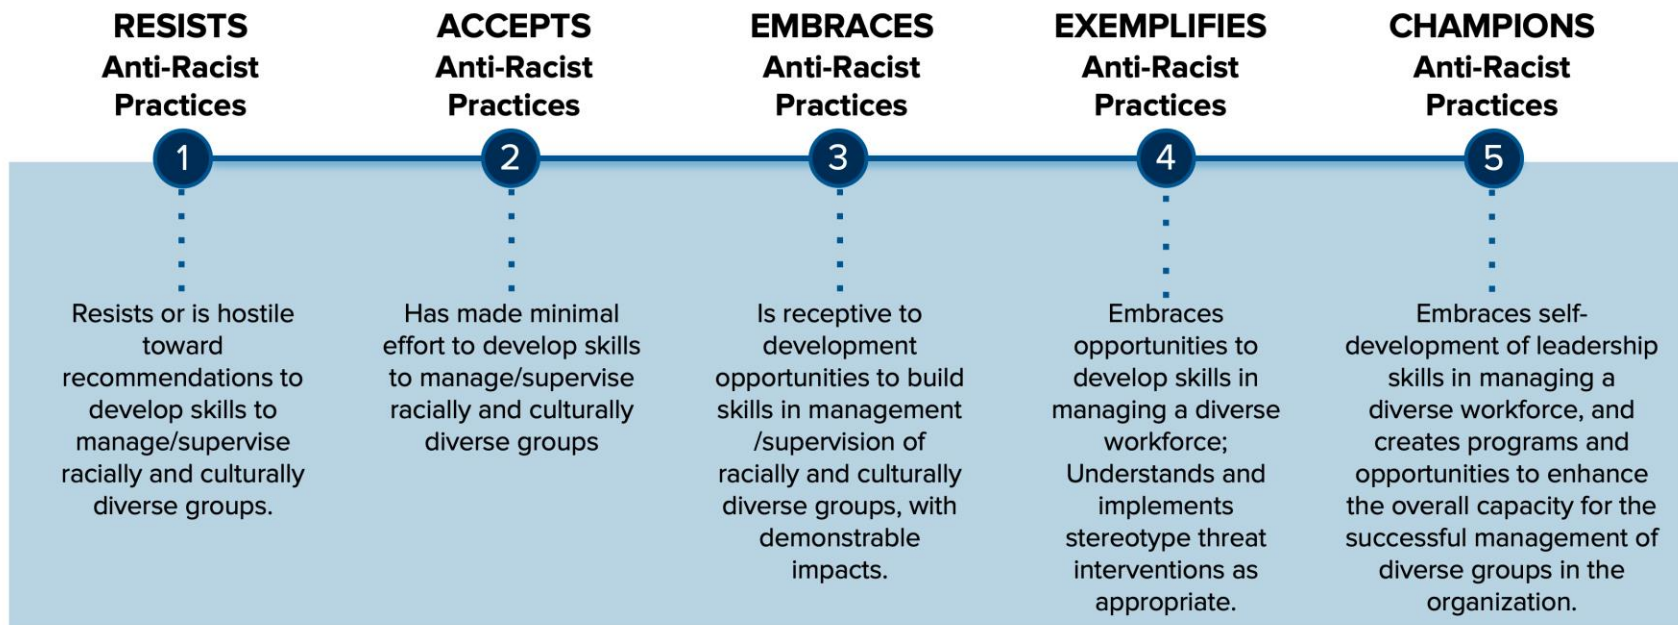 RESISTS
Anti-Racist
Practices
1
Resists or is hostile
toward
recommendations to
develop skills to
manage/supervise
racially and culturally
diverse groups.
ACCEPTS
Anti-Racist
Practices
2
Has made minimal
effort to develop skills
to manage/supervise
racially and culturally
diverse groups
EMBRACES
Anti-Racist
Practices
3
Is receptive to
development
opportunities to build
skills in management
/supervision of
racially and culturally
diverse groups, with
demonstrable
impacts.
EXEMPLIFIES
Anti-Racist
Practices
4
Embraces
opportunities to
develop skills in
managing a diverse
workforce;
Understands and
implements
stereotype threat
interventions as
appropriate.
CHAMPIONS
Anti-Racist
Practices
5
Embraces self-
development of leadership
skills in managing a
diverse workforce, and
creates programs and
opportunities to enhance
the overall capacity for the
successful management of
diverse groups in the
organization.